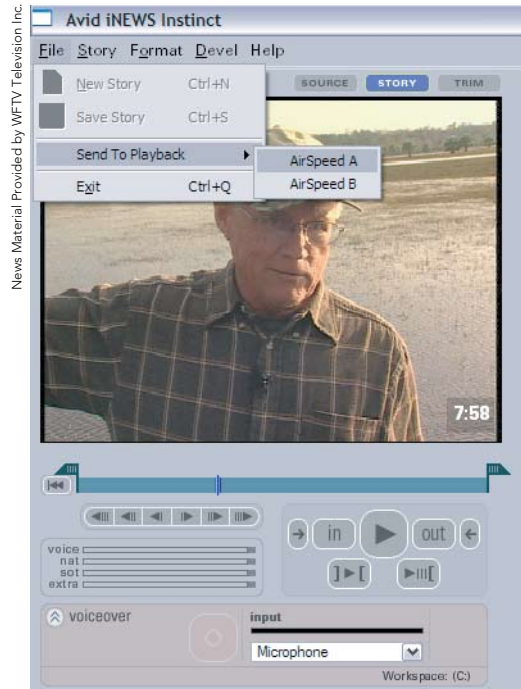 News Material Provided by WFTV Television Inc.
Avid iNEWS Instinct
File Story Format Devel Help
New Story Ctrl+N
Save Story Ctrl+S
Send To Playback
Exit Ctrl+Q
AirSpeed A
AirSpeed B
SOURCE STORY TRIM
7:58
in out
voice
nat
sot
extra
voiceover
input
Microphone
Workspace: (C:)